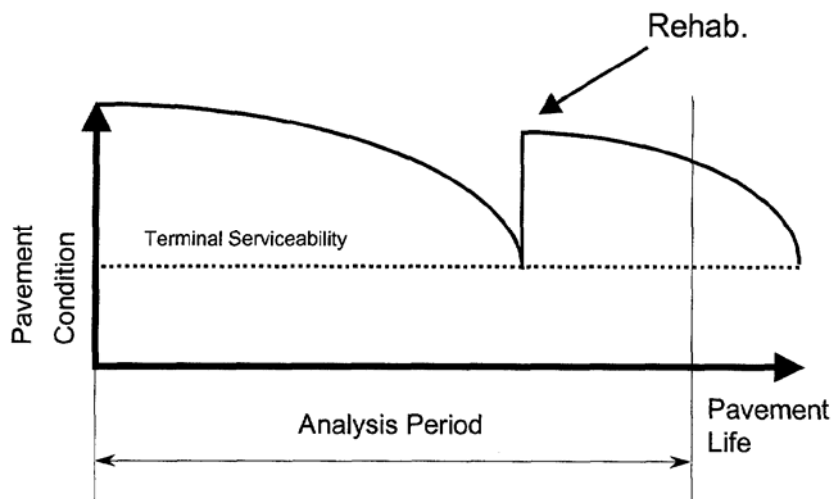 Rehab.
Pavement
Condition
Terminal Serviceability
Analysis Period
Pavement
Life